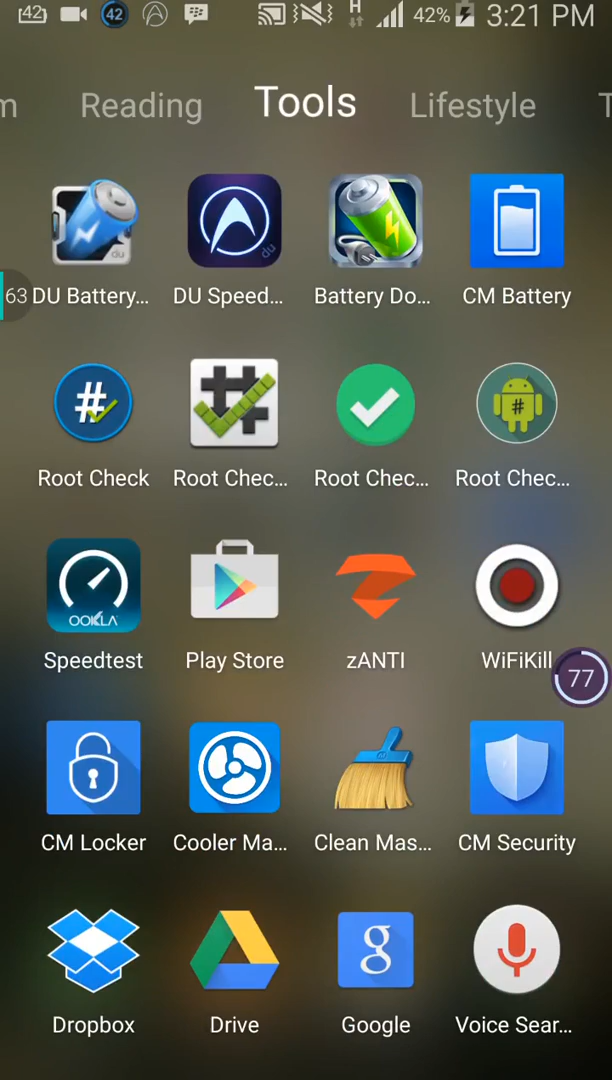 42 42 H 42% 3:21 PM
m Reading Tools Lifestyle T
du du
63 DU Battery... DU Speed... Battery Do... CM Battery
# #
Root Check Root Chec... Root Chec... Root Chec...
OOKLA
Speedtest Play Store zANTI WiFiKill
77
CM Locker Cooler Ma... Clean Mas... CM Security
g
Dropbox Drive Google Voice Sear...